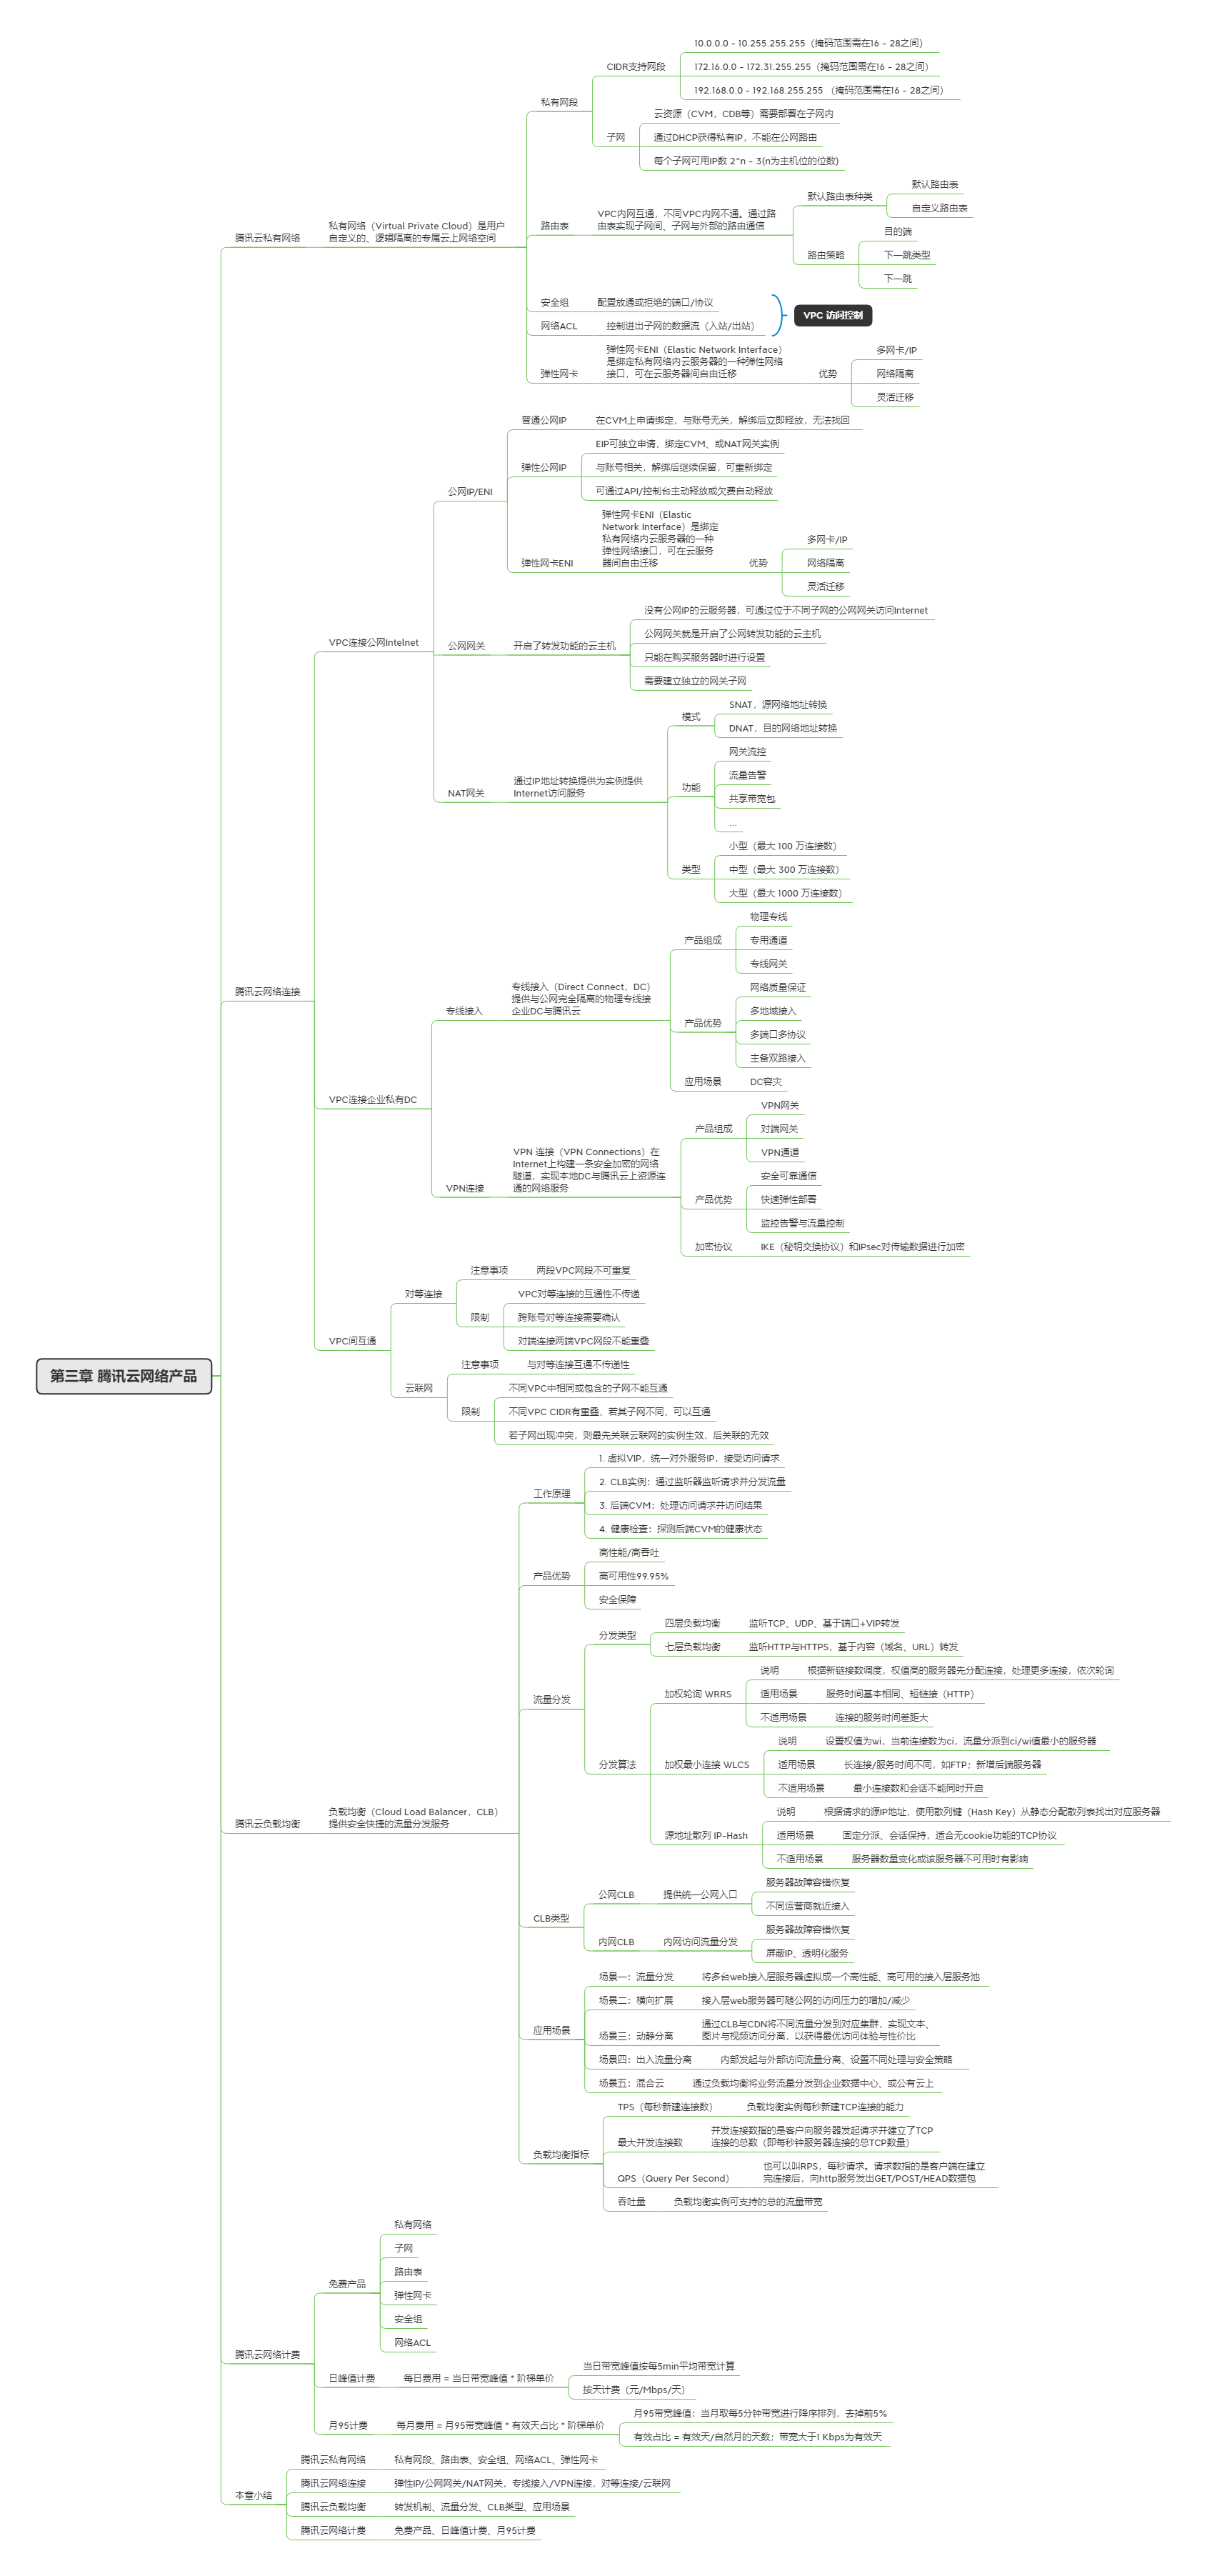 10.0.0.0 - 10.255.255.255（掩码范围需在16 - 28之间）
CIDR支持网段
172.16.0.0 - 172.31.255.255（掩码范围需在16 - 28之间）
192.168.0.0 - 192.168.255.255 （掩码范围需在16 - 28之间）
私有网段
云资源（CVM，CDB等）需要部署在子网内
子网
通过DHCP获得私有IP，不能在公网路由
每个子网可用IP数 2^n - 3(n为主机位的位数)
默认路由表
默认路由表种类
自定义路由表
VPC内网互通，不同VPC内网不通。通过路
由表实现子网间、子网与外部的路由通信
路由表
目的端
路由策略
下一跳类型
下一跳
腾讯云私有网络
私有网络（Virtual Private Cloud）是用户
自定义的、逻辑隔离的专属云上网络空间
安全组
配置放通或拒绝的端口/协议
VPC 访问控制
网络ACL
控制进出子网的数据流（入站/出站）
弹性网卡ENI（Elastic Network Interface）
是绑定私有网络内云服务器的一种弹性网络
接口，可在云服务器间自由迁移
弹性网卡
优势
多网卡/IP
网络隔离
灵活迁移
普通公网IP
在CVM上申请绑定，与账号无关，解绑后立即释放，无法找回
EIP可独立申请，绑定CVM、或NAT网关实例
弹性公网IP
与账号相关，解绑后继续保留，可重新绑定
可通过API/控制台主动释放或欠费自动释放
公网IP/ENI
弹性网卡ENI（Elastic
Network Interface）是绑定
私有网络内云服务器的一种
弹性网络接口，可在云服务
器间自由迁移
弹性网卡ENI
优势
多网卡/IP
网络隔离
灵活迁移
没有公网IP的云服务器，可通过位于不同子网的公网网关访问Internet
公网网关就是开启了公网转发功能的云主机
VPC连接公网Intelnet
公网网关
开启了转发功能的云主机
只能在购买服务器时进行设置
需要建立独立的网关子网
模式
SNAT，源网络地址转换
DNAT，目的网络地址转换
网关流控
流量告警
功能
共享带宽包
...
NAT网关
通过IP地址转换提供为实例提供
Internet访问服务
小型（最大 100 万连接数）
类型
中型（最大 300 万连接数）
大型（最大 1000 万连接数）
物理专线
产品组成
专用通道
专线网关
腾讯云网络连接
专线接入
专线接入（Direct Connect，DC）
提供与公网完全隔离的物理专线接
企业DC与腾讯云
网络质量保证
多地域接入
产品优势
多端口多协议
主备双路接入
应用场景
DC容灾
VPC连接企业私有DC
VPN网关
产品组成
对端网关
VPN通道
VPN 连接（VPN Connections）在
Internet上构建一条安全加密的网络
隧道，实现本地DC与腾讯云上资源连
通的网络服务
VPN连接
安全可靠通信
产品优势
快速弹性部署
监控告警与流量控制
加密协议
IKE（秘钥交换协议）和IPsec对传输数据进行加密
注意事项
两段VPC网段不可重复
对等连接
VPC对等连接的互通性不传递
限制
跨账号对等连接需要确认
对端连接两端VPC网段不能重叠
VPC间互通
注意事项
与对等连接互通不传递性
云联网
不同VPC中相同或包含的子网不能互通
限制
不同VPC CIDR有重叠，若其子网不同，可以互通
若子网出现冲突，则最先关联云联网的实例生效，后关联的无效
第三章 腾讯云网络产品
1. 虚拟VIP，统一对外服务IP，接受访问请求
2. CLB实例：通过监听器监听请求并分发流量
工作原理
3. 后端CVM：处理访问请求并访问结果
4. 健康检查：探测后端CVM的健康状态
高性能/高吞吐
产品优势
高可用性99.95%
安全保障
四层负载均衡
监听TCP、UDP、基于端口+VIP转发
分发类型
七层负载均衡
监听HTTP与HTTPS，基于内容（域名、URL）转发
流量分发
说明
根据新链接数调度，权值高的服务器先分配连接，处理更多连接，依次轮询
加权轮询 WRRS
适用场景
服务时间基本相同、短链接（HTTP）
不适用场景
连接的服务时间差距大
说明
设置权值为wi，当前连接数为ci，流量分派到ci/wi值最小的服务器
分发算法
加权最小连接 WLCS
适用场景
长连接/服务时间不同，如FTP；新增后端服务器
不适用场景
最小连接数和会话不能同时开启
说明
根据请求的源IP地址，使用散列键（Hash Key）从静态分配散列表找出对应服务器
源地址散列 IP-Hash
适用场景
固定分派、会话保持，适合无cookie功能的TCP协议
不适用场景
服务器数量变化或该服务器不可用时有影响
腾讯云负载均衡
负载均衡（Cloud Load Balancer，CLB）
提供安全快捷的流量分发服务
公网CLB
提供统一公网入口
服务器故障容错恢复
不同运营商就近接入
CLB类型
内网CLB
内网访问流量分发
服务器故障容错恢复
屏蔽IP、透明化服务
场景一：流量分发
将多台web接入层服务器虚拟成一个高性能、高可用的接入层服务池
场景二：横向扩展
接入层web服务器可随公网的访问压力的增加/减少
应用场景
场景三：动静分离
通过CLB与CDN将不同流量分发到对应集群，实现文本、
图片与视频访问分离，以获得最优访问体验与性价比
场景四：出入流量分离
内部发起与外部访问流量分离、设置不同处理与安全策略
场景五：混合云
通过负载均衡将业务流量分发到企业数据中心、或公有云上
TPS（每秒新建连接数）
负载均衡实例每秒新建TCP连接的能力
最大并发连接数
并发连接数指的是客户向服务器发起请求并建立了TCP
连接的总数（即每秒钟服务器连接的总TCP数量）
负载均衡指标
QPS（Query Per Second）
也可以叫RPS，每秒请求。请求数指的是客户端在建立
完连接后，向http服务发出GET/POST/HEAD数据包
吞吐量
负载均衡实例可支持的总的流量带宽
私有网络
子网
路由表
免费产品
弹性网卡
安全组
网络ACL
腾讯云网络计费
日峰值计费
每日费用 = 当日带宽峰值 * 阶梯单价
当日带宽峰值按每5min平均带宽计算
按天计费（元/Mbps/天）
月95计费
每月费用 = 月95带宽峰值 * 有效天占比 * 阶梯单价
月95带宽峰值：当月取每5分钟带宽进行降序排列，去掉前5%
有效占比 = 有效天/自然月的天数；带宽大于1 Kbps为有效天
腾讯云私有网络
私有网段、路由表、安全组、网络ACL、弹性网卡
腾讯云网络连接
弹性IP/公网网关/NAT网关，专线接入/VPN连接，对等连接/云联网
本章小结
腾讯云负载均衡
转发机制、流量分发、CLB类型、应用场景
腾讯云网络计费
免费产品、日峰值计费、月95计费